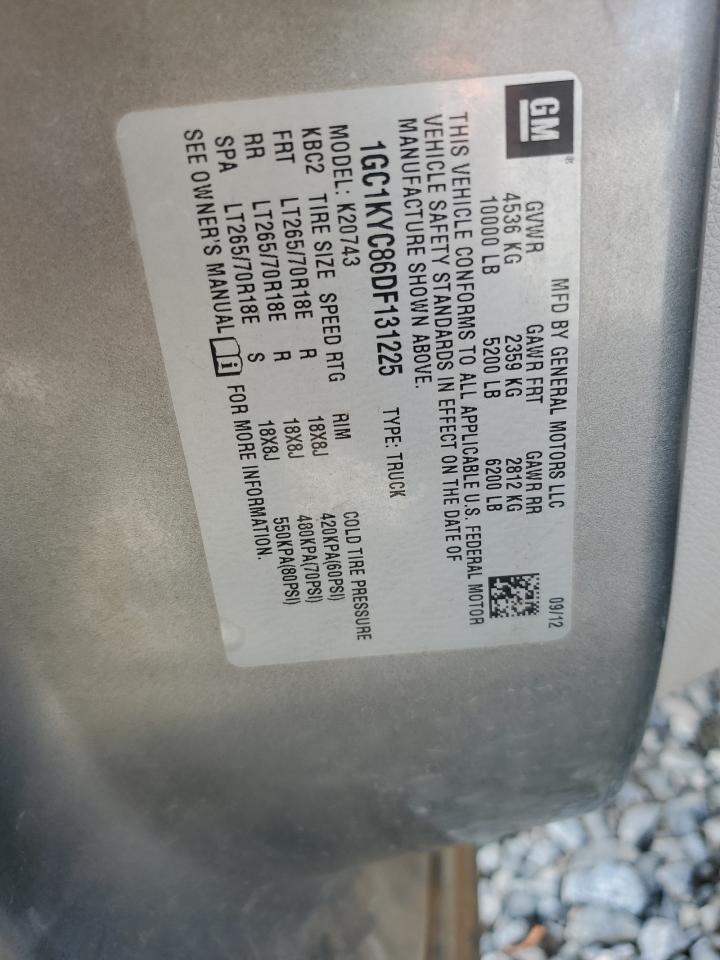 GM ®
MFD BY GENERAL MOTORS LLC 09/12
GVWR GAWR FRT GAWR RR
4536 KG 2359 KG 2812 KG
10000 LB 5200 LB 6200 LB
THIS VEHICLE CONFORMS TO ALL APPLICABLE U.S. FEDERAL MOTOR
VEHICLE SAFETY STANDARDS IN EFFECT ON THE DATE OF
MANUFACTURE SHOWN ABOVE.
1GC1KYC86DF131225 TYPE: TRUCK
MODEL: K20743
KBC2 TIRE SIZE SPEED RTG RIM COLD TIRE PRESSURE
FRT LT265/70R18E R 18X8J 420KPA(60PSI)
RR LT265/70R18E R 18X8J 480KPA(70PSI)
SPA LT265/70R18E S 18X8J 550KPA(80PSI)
SEE OWNER'S MANUAL FOR MORE INFORMATION.